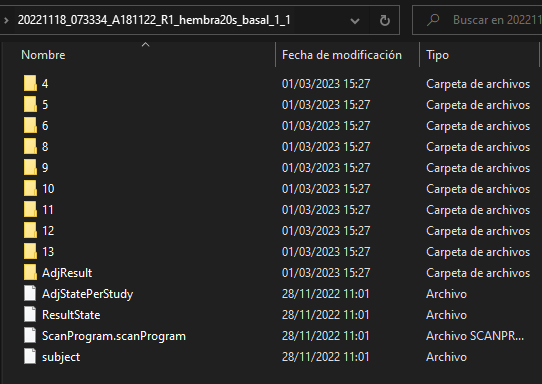 20221118_073334_A181122_R1_hembra20s_basal_1_1 Buscar en 202211
Nombre Fecha de modificación Tipo
4 01/03/2023 15:27 Carpeta de archivos
5 01/03/2023 15:27 Carpeta de archivos
6 01/03/2023 15:27 Carpeta de archivos
8 01/03/2023 15:27 Carpeta de archivos
9 01/03/2023 15:27 Carpeta de archivos
10 01/03/2023 15:27 Carpeta de archivos
11 01/03/2023 15:27 Carpeta de archivos
12 01/03/2023 15:27 Carpeta de archivos
13 01/03/2023 15:27 Carpeta de archivos
AdjResult 01/03/2023 15:27 Carpeta de archivos
AdjStatePerStudy 28/11/2022 11:01 Archivo
ResultState 28/11/2022 11:01 Archivo
ScanProgram.scanProgram 28/11/2022 11:01 Archivo SCANPR...
subject 28/11/2022 11:01 Archivo